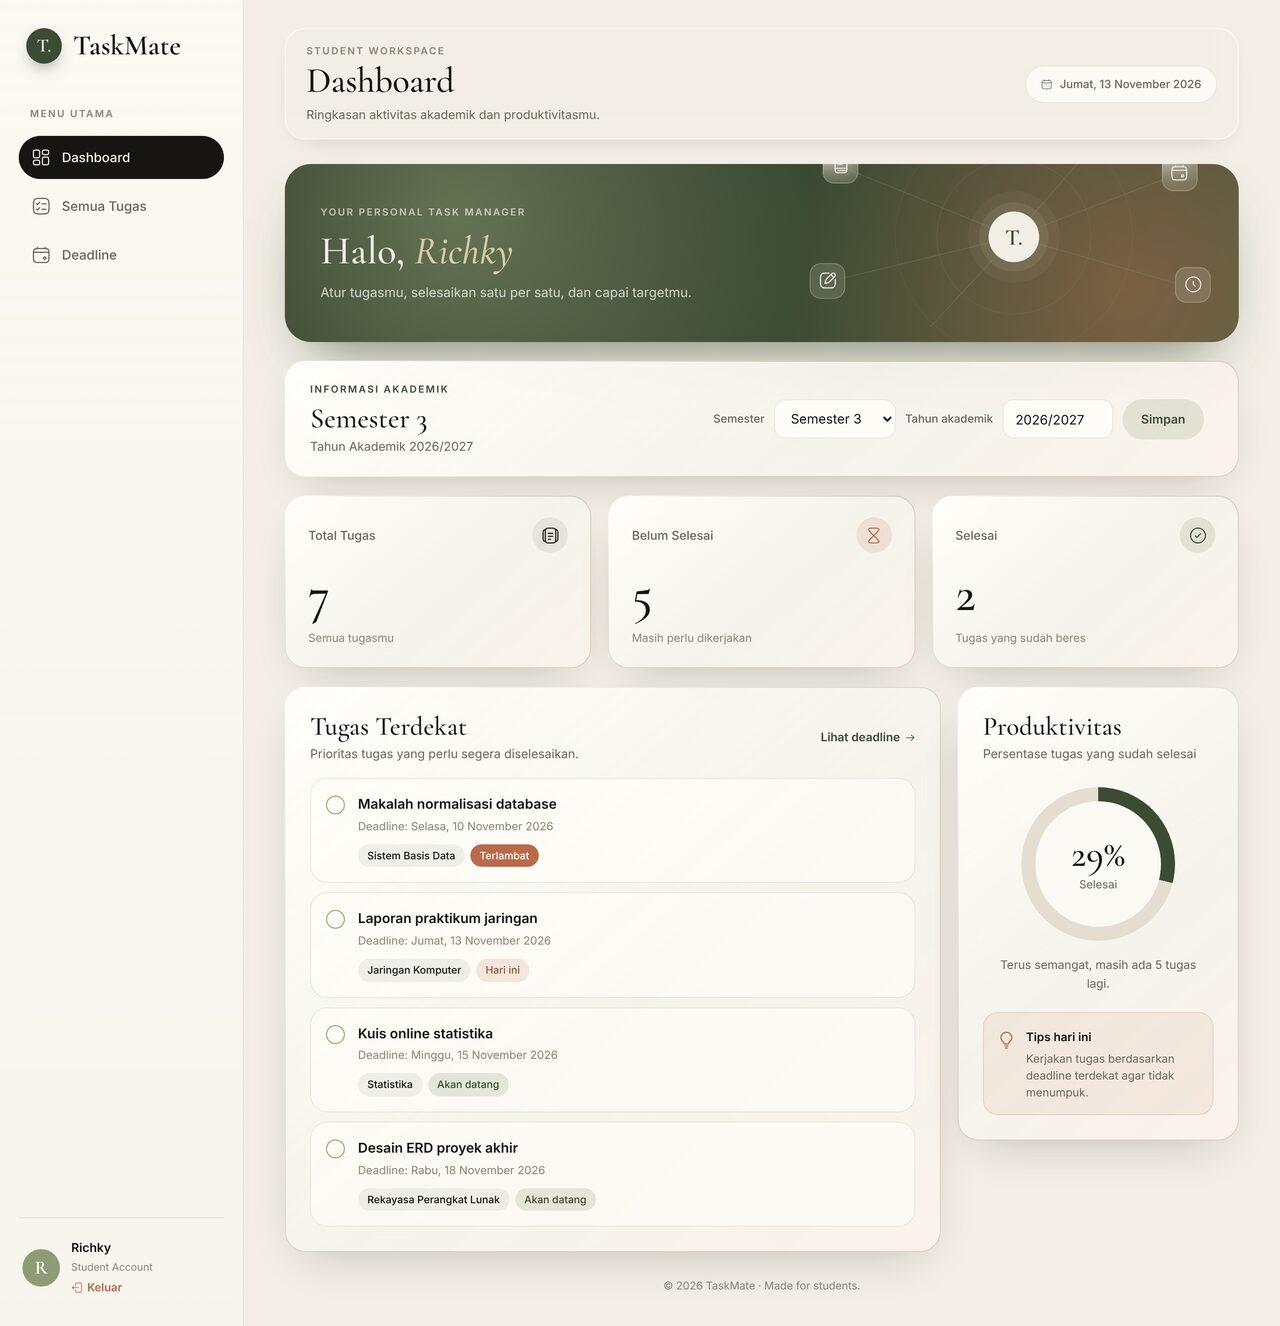 T. TaskMate
MENU UTAMA
Dashboard
Semua Tugas
Deadline
Richky
R
Student Account
Keluar
STUDENT WORKSPACE
Dashboard
Ringkasan aktivitas akademik dan produktivitasmu.
Jumat, 13 November 2026
YOUR PERSONAL TASK MANAGER
Halo, Richky
Atur tugasmu, selesaikan satu per satu, dan capai targetmu.
T.
INFORMASI AKADEMIK
Semester 3
Tahun Akademik 2026/2027
Semester
Semester 3
Tahun akademik
2026/2027
Simpan
Total Tugas
7
Semua tugasmu
Belum Selesai
5
Masih perlu dikerjakan
Selesai
2
Tugas yang sudah beres
Tugas Terdekat
Prioritas tugas yang perlu segera diselesaikan.
Lihat deadline →
Makalah normalisasi database
Deadline: Selasa, 10 November 2026
Sistem Basis Data
Terlambat
Laporan praktikum jaringan
Deadline: Jumat, 13 November 2026
Jaringan Komputer
Hari ini
Kuis online statistika
Deadline: Minggu, 15 November 2026
Statistika
Akan datang
Desain ERD proyek akhir
Deadline: Rabu, 18 November 2026
Rekayasa Perangkat Lunak
Akan datang
Produktivitas
Persentase tugas yang sudah selesai
29%
Selesai
Terus semangat, masih ada 5 tugas
lagi.
Tips hari ini
Kerjakan tugas berdasarkan
deadline terdekat agar tidak
menumpuk.
© 2026 TaskMate · Made for students.